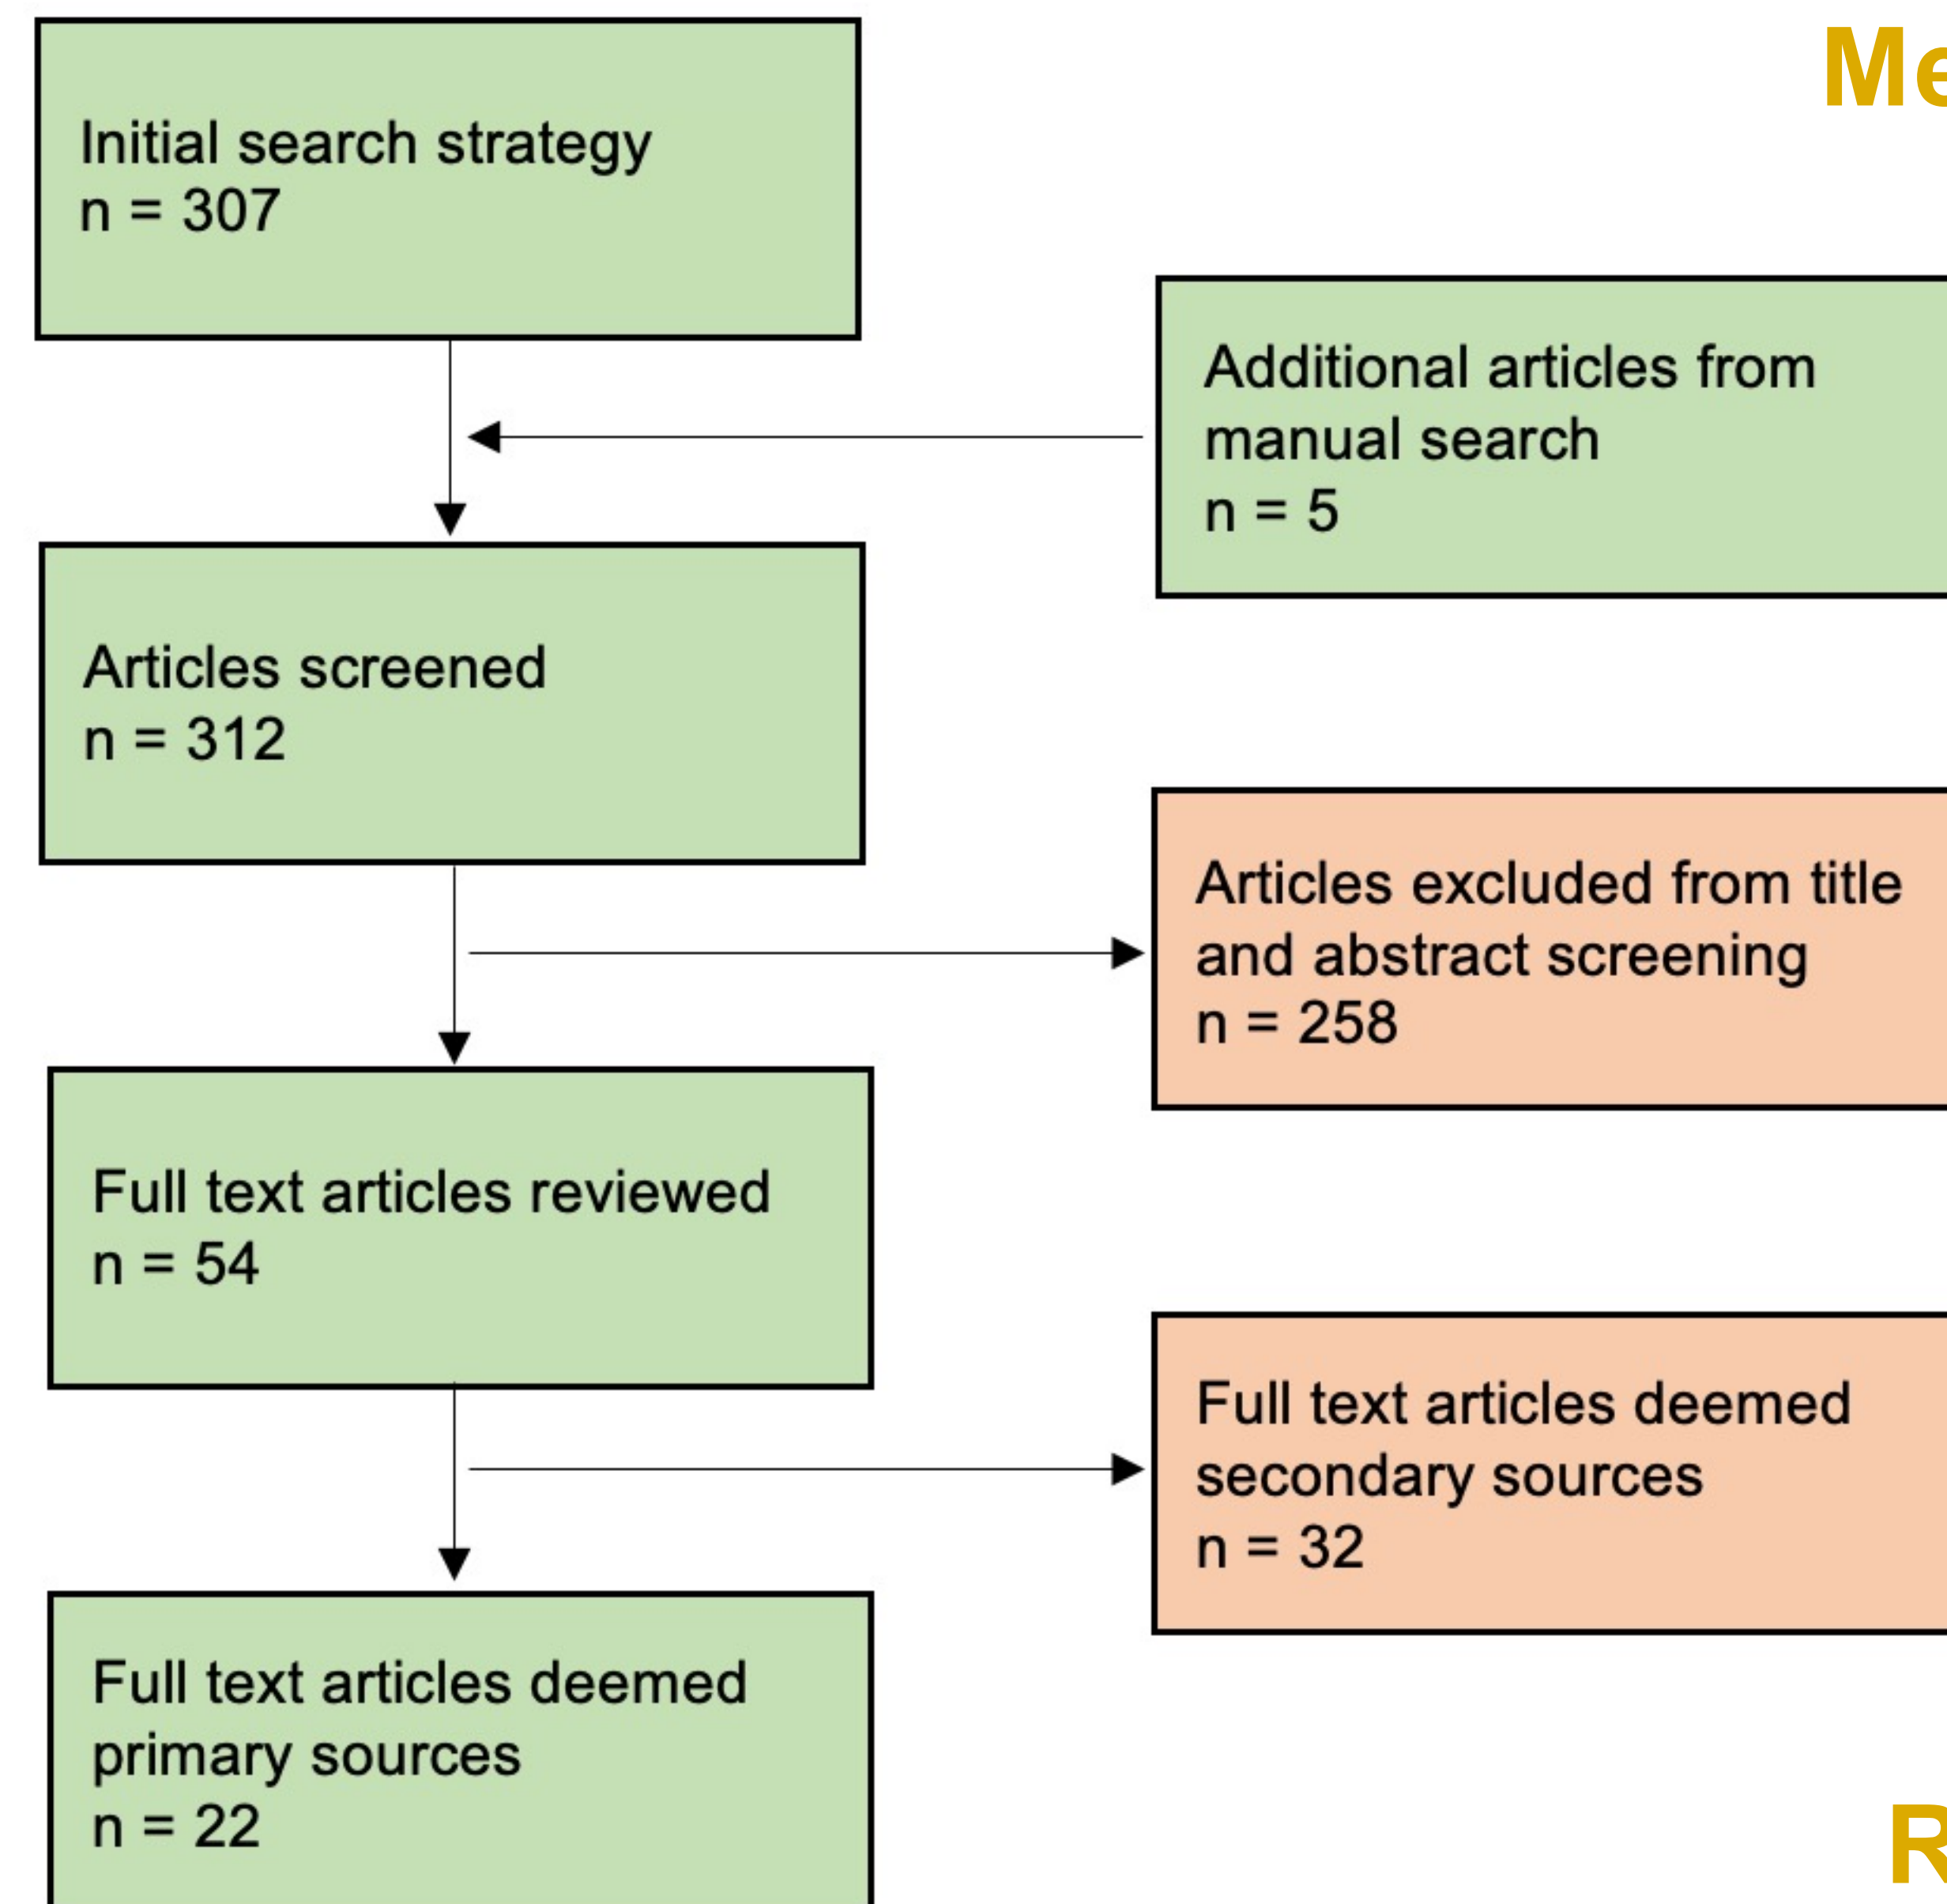 Initial search strategy
n = 307
Additional articles from
manual search
n = 5
Articles screened
n = 312
Articles excluded from title
and abstract screening
n = 258
Full text articles reviewed
n = 54
Full text articles deemed
secondary sources
n = 32
Full text articles deemed
primary sources
n = 22